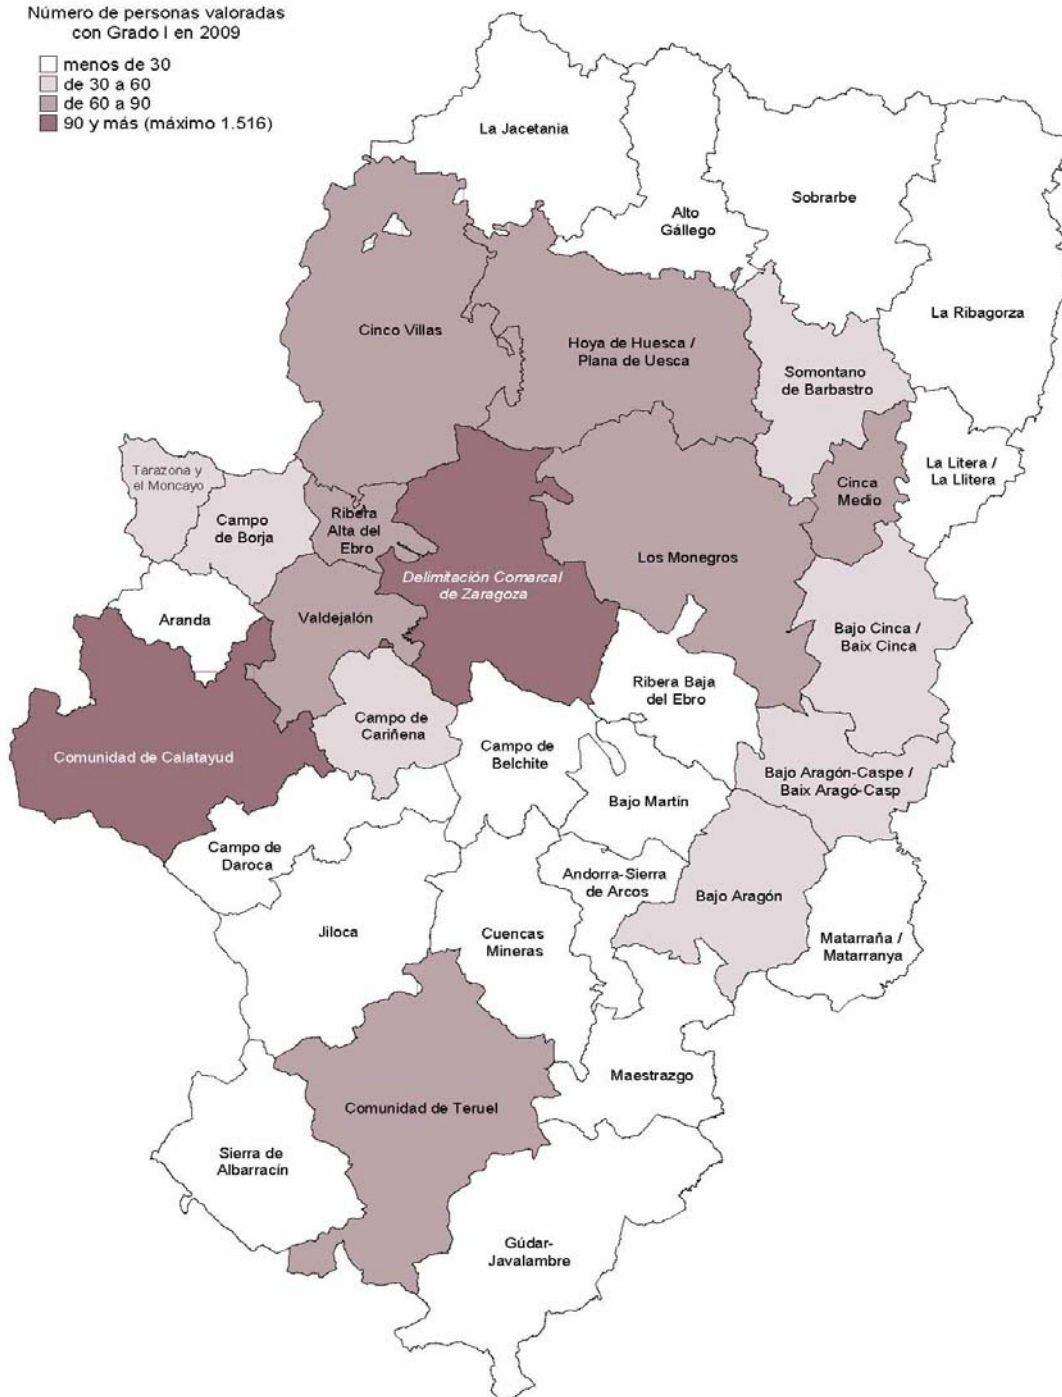 Número de personas valoradas
con Grado I en 2009
menos de 30
de 30 a 60
de 60 a 90
90 y más (máximo 1.516)
La Jacetania
Alto
Gállego
Sobrarbe
La Ribagorza
Cinco Villas
Hoya de Huesca /
Plana de Uesca
Somontano
de Barbastro
La Litera /
La Llitera
Cinca
Medio
Tarazona y
el Moncayo
Campo
de Borja
Ribera
Alta del
Ebro
Los Monegros
Delimitación Comarcal
de Zaragoza
Aranda
Valdejalón
Bajo Cinca /
Baix Cinca
Ribera Baja
del Ebro
Campo de
Cariñena
Comunidad de Calatayud
Campo de
Belchite
Bajo Aragón-Caspe /
Baix Aragó-Casp
Bajo Martín
Campo de
Daroca
Andorra-Sierra
de Arcos
Bajo Aragón
Jiloca
Cuencas
Mineras
Matarraña /
Matarranya
Maestrazgo
Comunidad de Teruel
Sierra de
Albarracín
Gúdar-
Javalambre